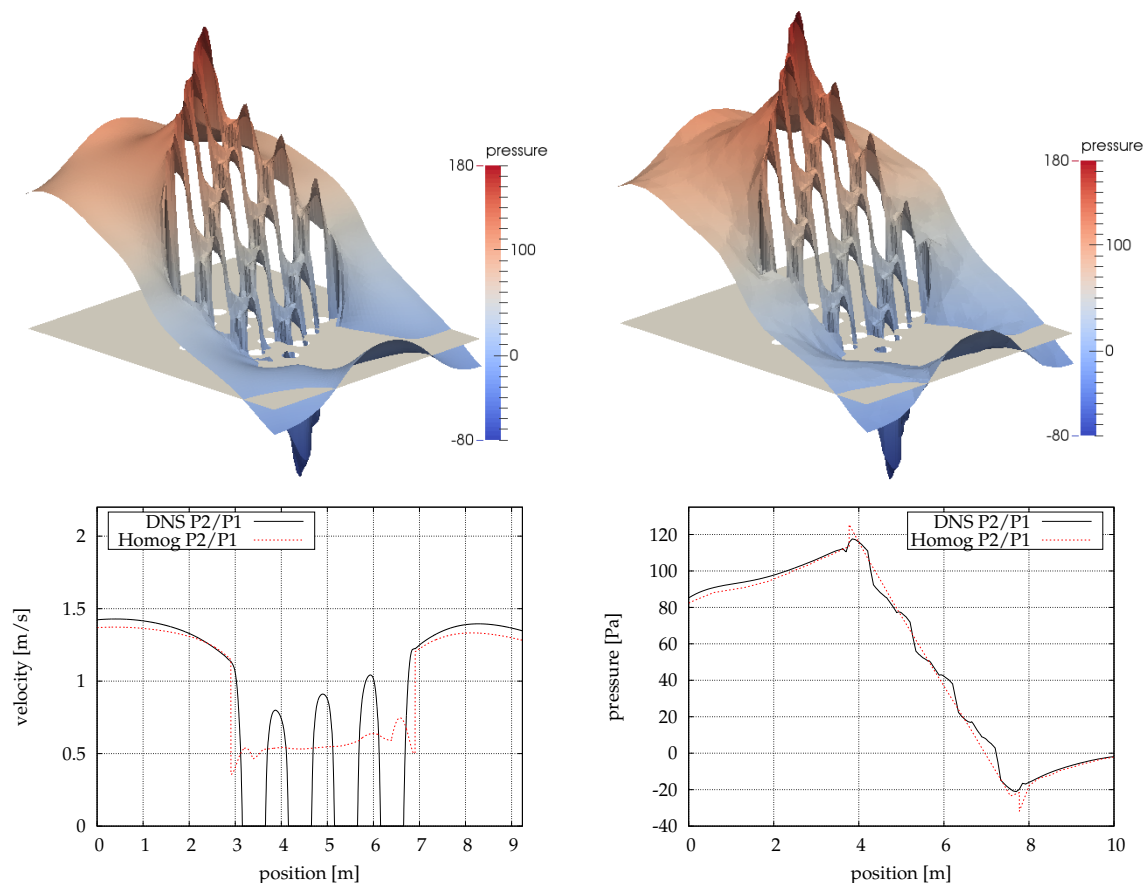 pressure
180
100
0
-80
pressure
180
100
0
-80
DNS P2/P1
Homog P2/P1
2
1.5
1
0.5
0
velocity [m/s]
0 1 2 3 4 5 6 7 8 9
position [m]
DNS P2/P1
Homog P2/P1
120
100
80
60
40
20
0
-20
-40
pressure [Pa]
0 2 4 6 8 10
position [m]